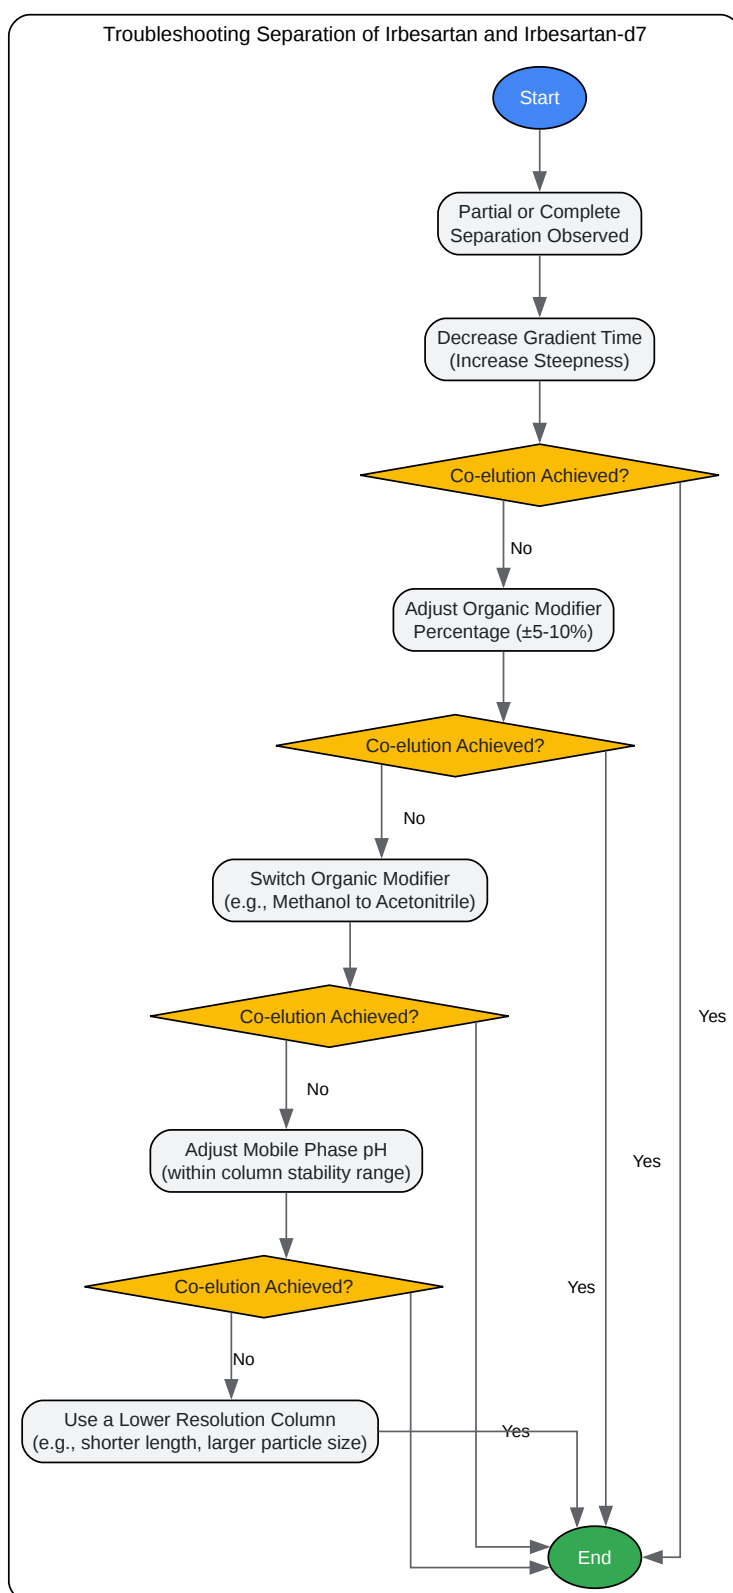 Troubleshooting Separation of Irbesartan and Irbesartan-d7
Start
Partial or Complete
Separation Observed
Decrease Gradient Time
(Increase Steepness)
Co-elution Achieved?
No
Adjust Organic Modifier
Percentage (±5-10%)
Co-elution Achieved?
No
Switch Organic Modifier
(e.g., Methanol to Acetonitrile)
Co-elution Achieved?
Yes
No
Adjust Mobile Phase pH
(within column stability range)
Yes
Co-elution Achieved?
Yes
No
Use a Lower Resolution Column
(e.g., shorter length, larger particle size)
Yes
End